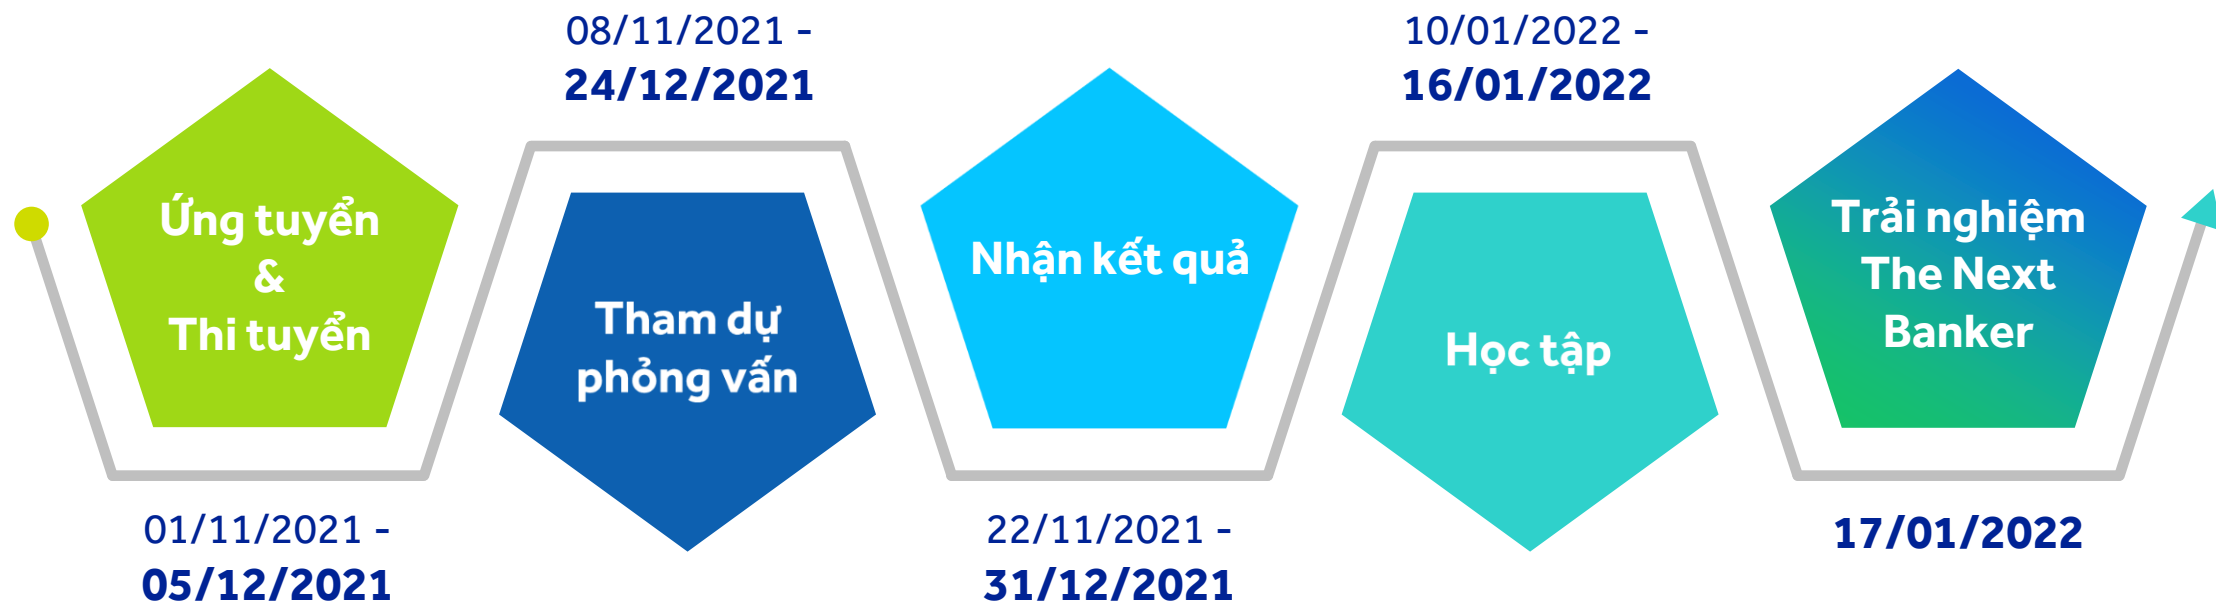 01/11/2021 -
05/12/2021
Ứng tuyển
&
Thi tuyển
08/11/2021 -
24/12/2021
Tham dự
phỏng vấn
22/11/2021 -
31/12/2021
Nhận kết quả
10/01/2022 -
16/01/2022
Học tập
17/01/2022
Trải nghiệm
The Next
Banker